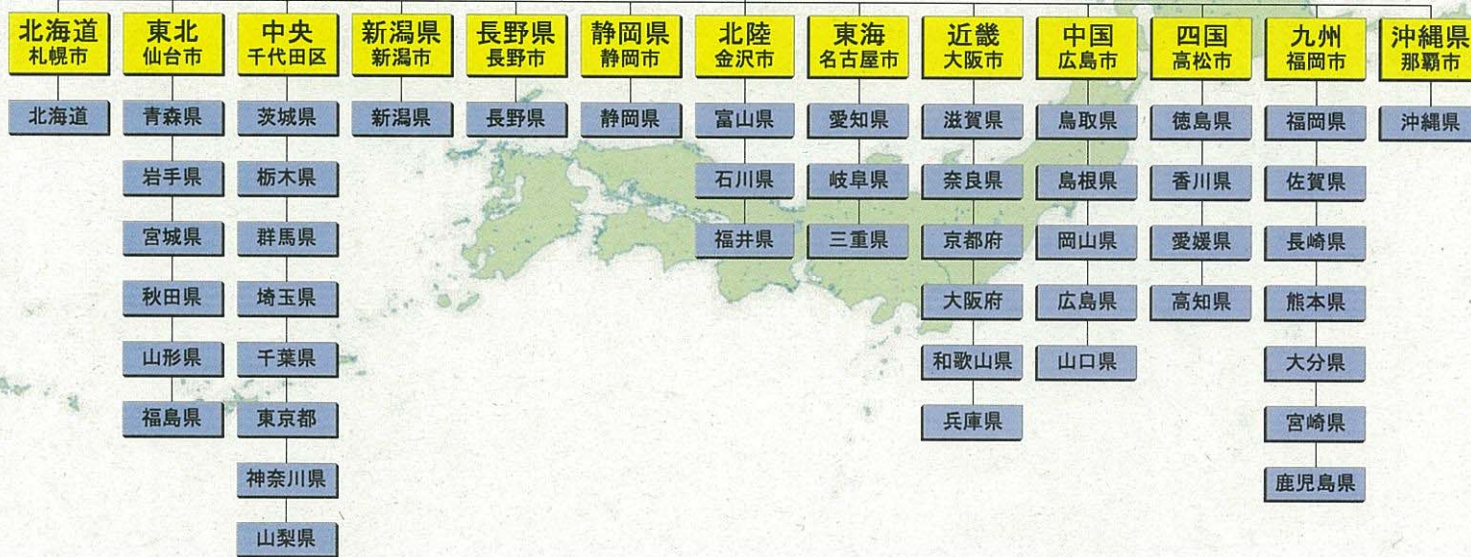 北海道
札幌市
北海道
東北
仙台市
青森県
岩手県
宮城県
秋田県
山形県
福島県
中央
千代田区
茨城県
栃木県
群馬県
埼玉県
千葉県
東京都
神奈川県
山梨県
新潟県
新潟市
新潟県
長野県
長野市
長野県
静岡県
静岡市
静岡県
北陸
金沢市
富山県
石川県
福井県
東海
名古屋市
愛知県
岐阜県
三重県
近畿
大阪市
滋賀県
奈良県
京都府
大阪府
和歌山県
兵庫県
中国
広島市
鳥取県
島根県
岡山県
広島県
山口県
四国
高松市
徳島県
香川県
愛媛県
高知県
九州
福岡市
福岡県
佐賀県
長崎県
熊本県
大分県
宮崎県
鹿児島県
沖縄県
那覇市
沖縄県